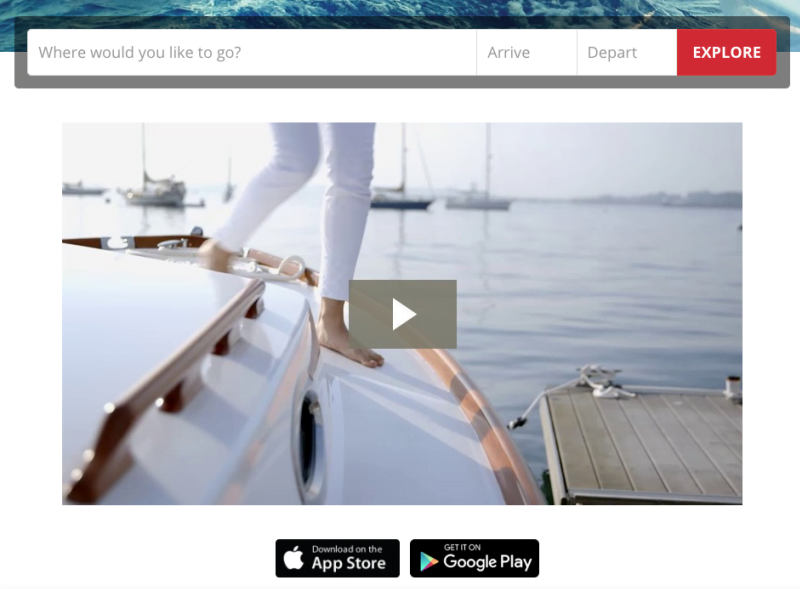 Where would you like to go?
Arrive
Depart
EXPLORE
Download on the
App Store
GET IT ON
Google Play